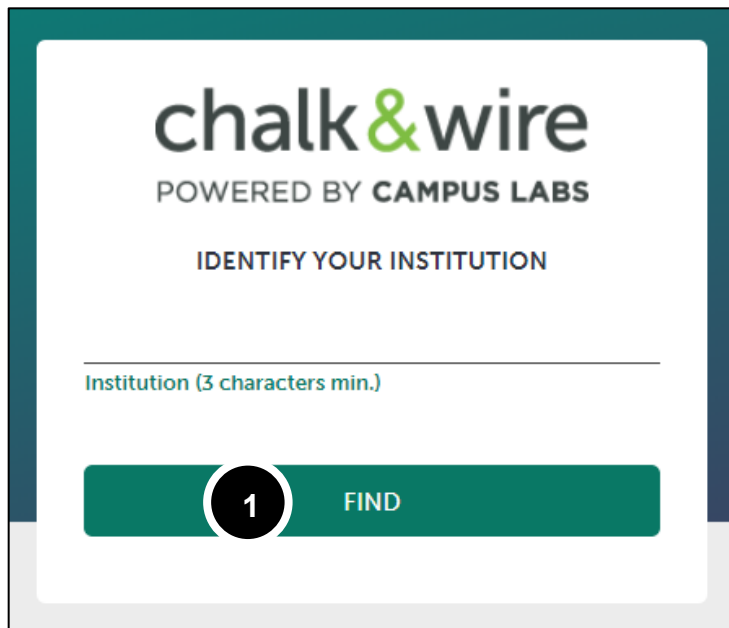 chalk&wire
POWERED BY CAMPUS LABS
IDENTIFY YOUR INSTITUTION
Institution (3 characters min.)
1 FIND